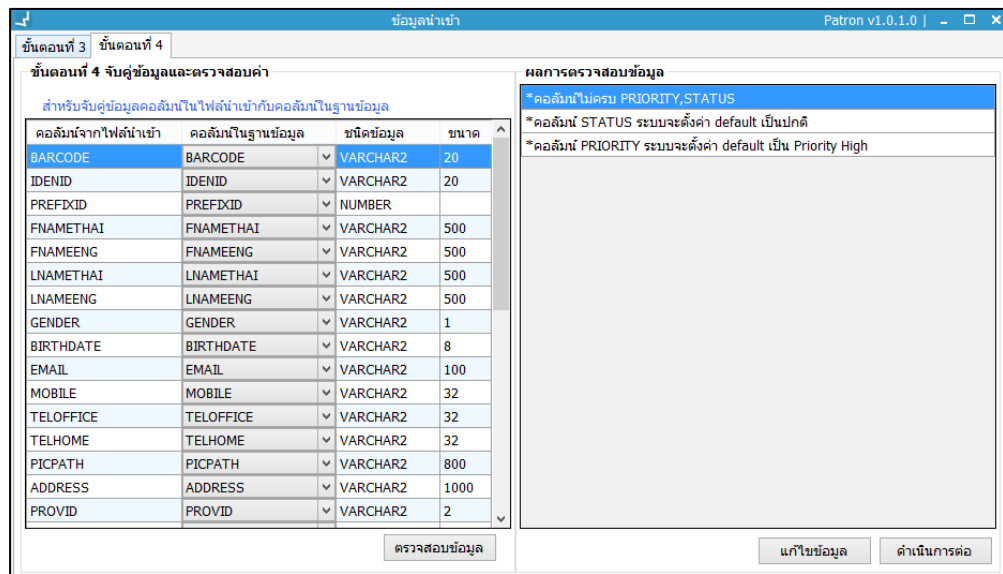 ข้อมูลนำเข้า Patron v1.0.1.0 |
ขั้นตอนที่ 3 ขั้นตอนที่ 4
ขั้นตอนที่ 4 จับคู่ข้อมูลและตรวจสอบค่า
สำหรับจับคู่ข้อมูลคอลัมน์ในไฟล์นำเข้ากับคอลัมน์ในฐานข้อมูล
คอลัมน์จากไฟล์นำเข้า คอลัมน์ในฐานข้อมูล ชนิดข้อมูล ขนาด
BARCODE BARCODE VARCHAR2 20
IDENID IDENID VARCHAR2 20
PREFIXID PREFIXID NUMBER
FNAMETHAI FNAMETHAI VARCHAR2 500
FNAMEENG FNAMEENG VARCHAR2 500
LNAMETHAI LNAMETHAI VARCHAR2 500
LNAMEENG LNAMEENG VARCHAR2 500
GENDER GENDER VARCHAR2 1
BIRTHDATE BIRTHDATE VARCHAR2 8
EMAIL EMAIL VARCHAR2 100
MOBILE MOBILE VARCHAR2 32
TELOFFICE TELOFFICE VARCHAR2 32
TELHOME TELHOME VARCHAR2 32
PICPATH PICPATH VARCHAR2 800
ADDRESS ADDRESS VARCHAR2 1000
PROVID PROVID VARCHAR2 2
ตรวจสอบข้อมูล
ผลการตรวจสอบข้อมูล
*คอลัมน์ไม่ครบ PRIORITY,STATUS
*คอลัมน์ STATUS ระบบจะตั้งค่า default เป็นปกติ
*คอลัมน์ PRIORITY ระบบจะตั้งค่า default เป็น Priority High
แก้ไขข้อมูล ดำเนินการต่อ